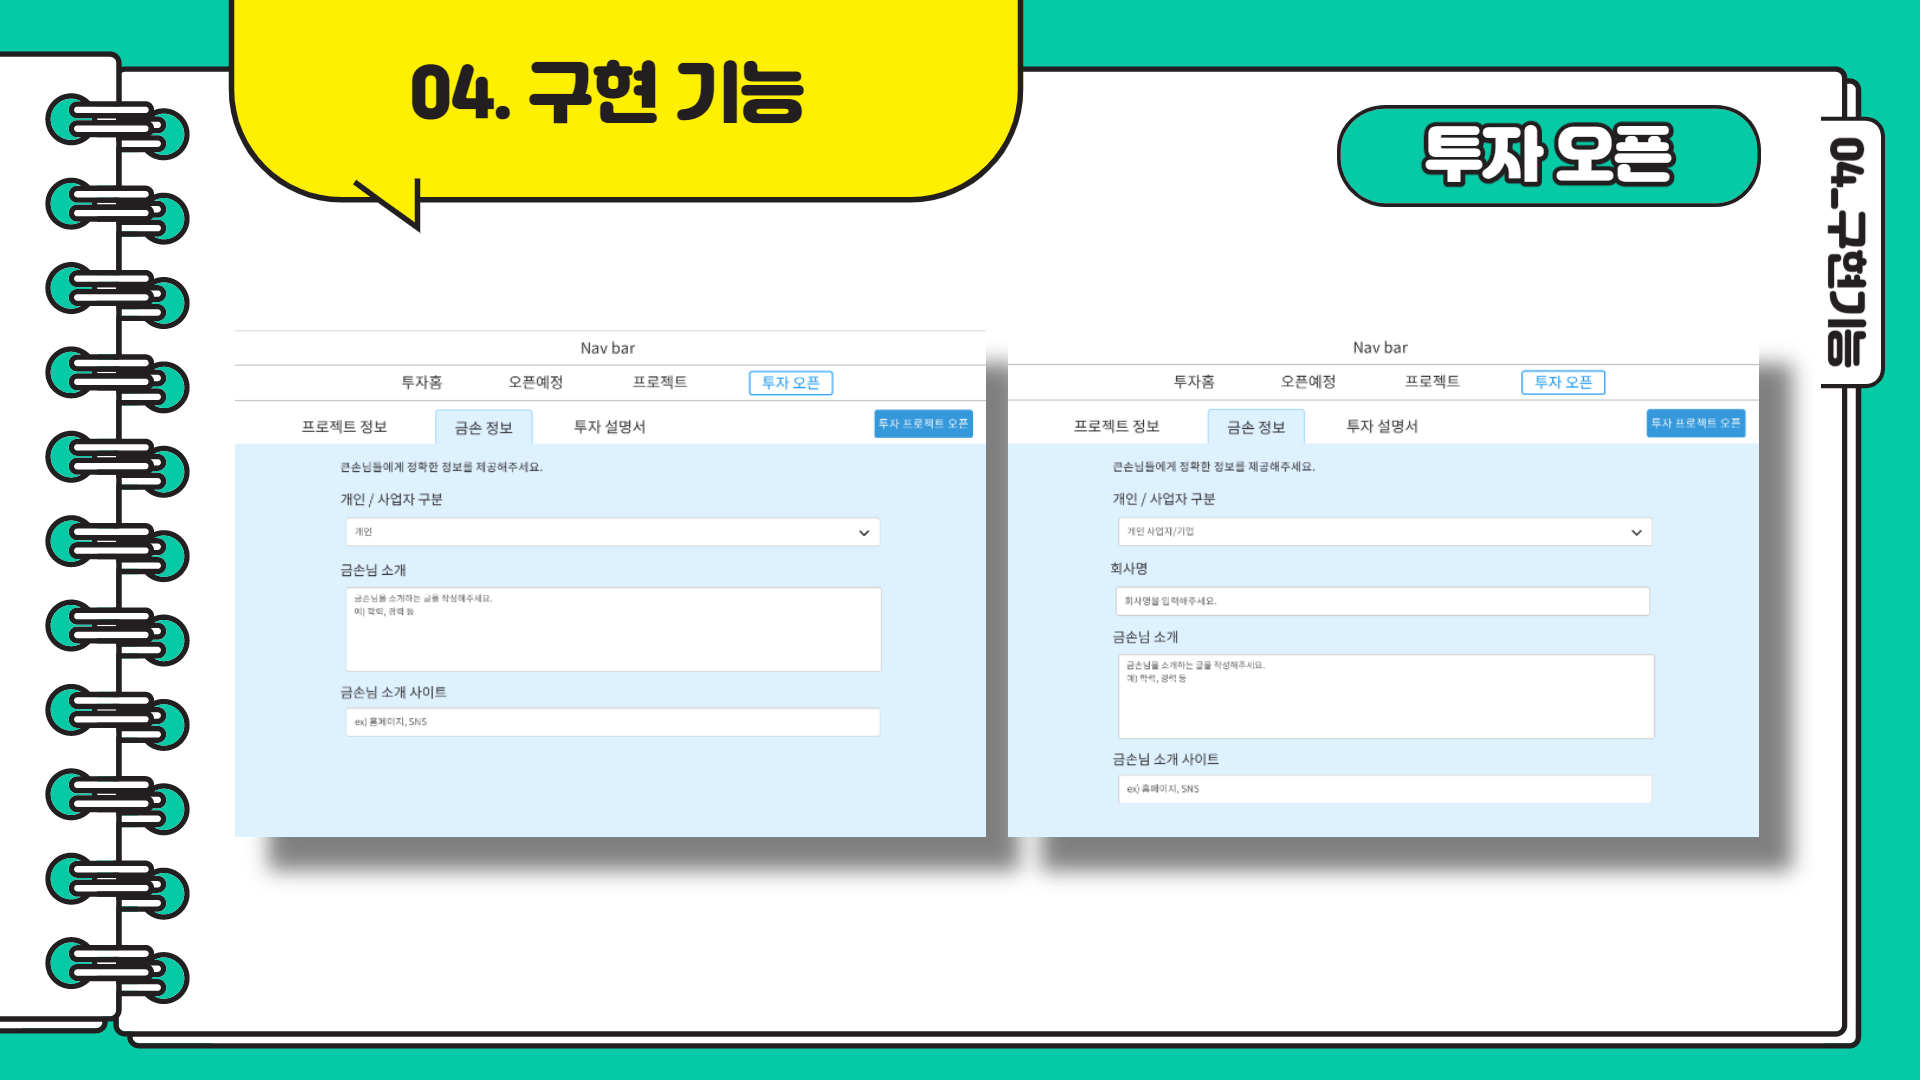 04. 구현 기능
투자 오픈
04_구현기능
Nav bar
투자홈 오픈예정 프로젝트 투자 오픈
프로젝트 정보 금손 정보 투자 설명서 투자 프로젝트 오픈
큰손님들에게 정확한 정보를 제공해주세요.
개인 / 사업자 구분
개인
금손님 소개
금손님을 소개하는 글을 작성해주세요.
예) 학력, 경력 등
금손님 소개 사이트
ex) 홈페이지, SNS
Nav bar
투자홈 오픈예정 프로젝트 투자 오픈
프로젝트 정보 금손 정보 투자 설명서 투자 프로젝트 오픈
큰손님들에게 정확한 정보를 제공해주세요.
개인 / 사업자 구분
개인 사업자/기업
회사명
회사명을 입력해주세요.
금손님 소개
금손님을 소개하는 글을 작성해주세요.
예) 학력, 경력 등
금손님 소개 사이트
ex) 홈페이지, SNS